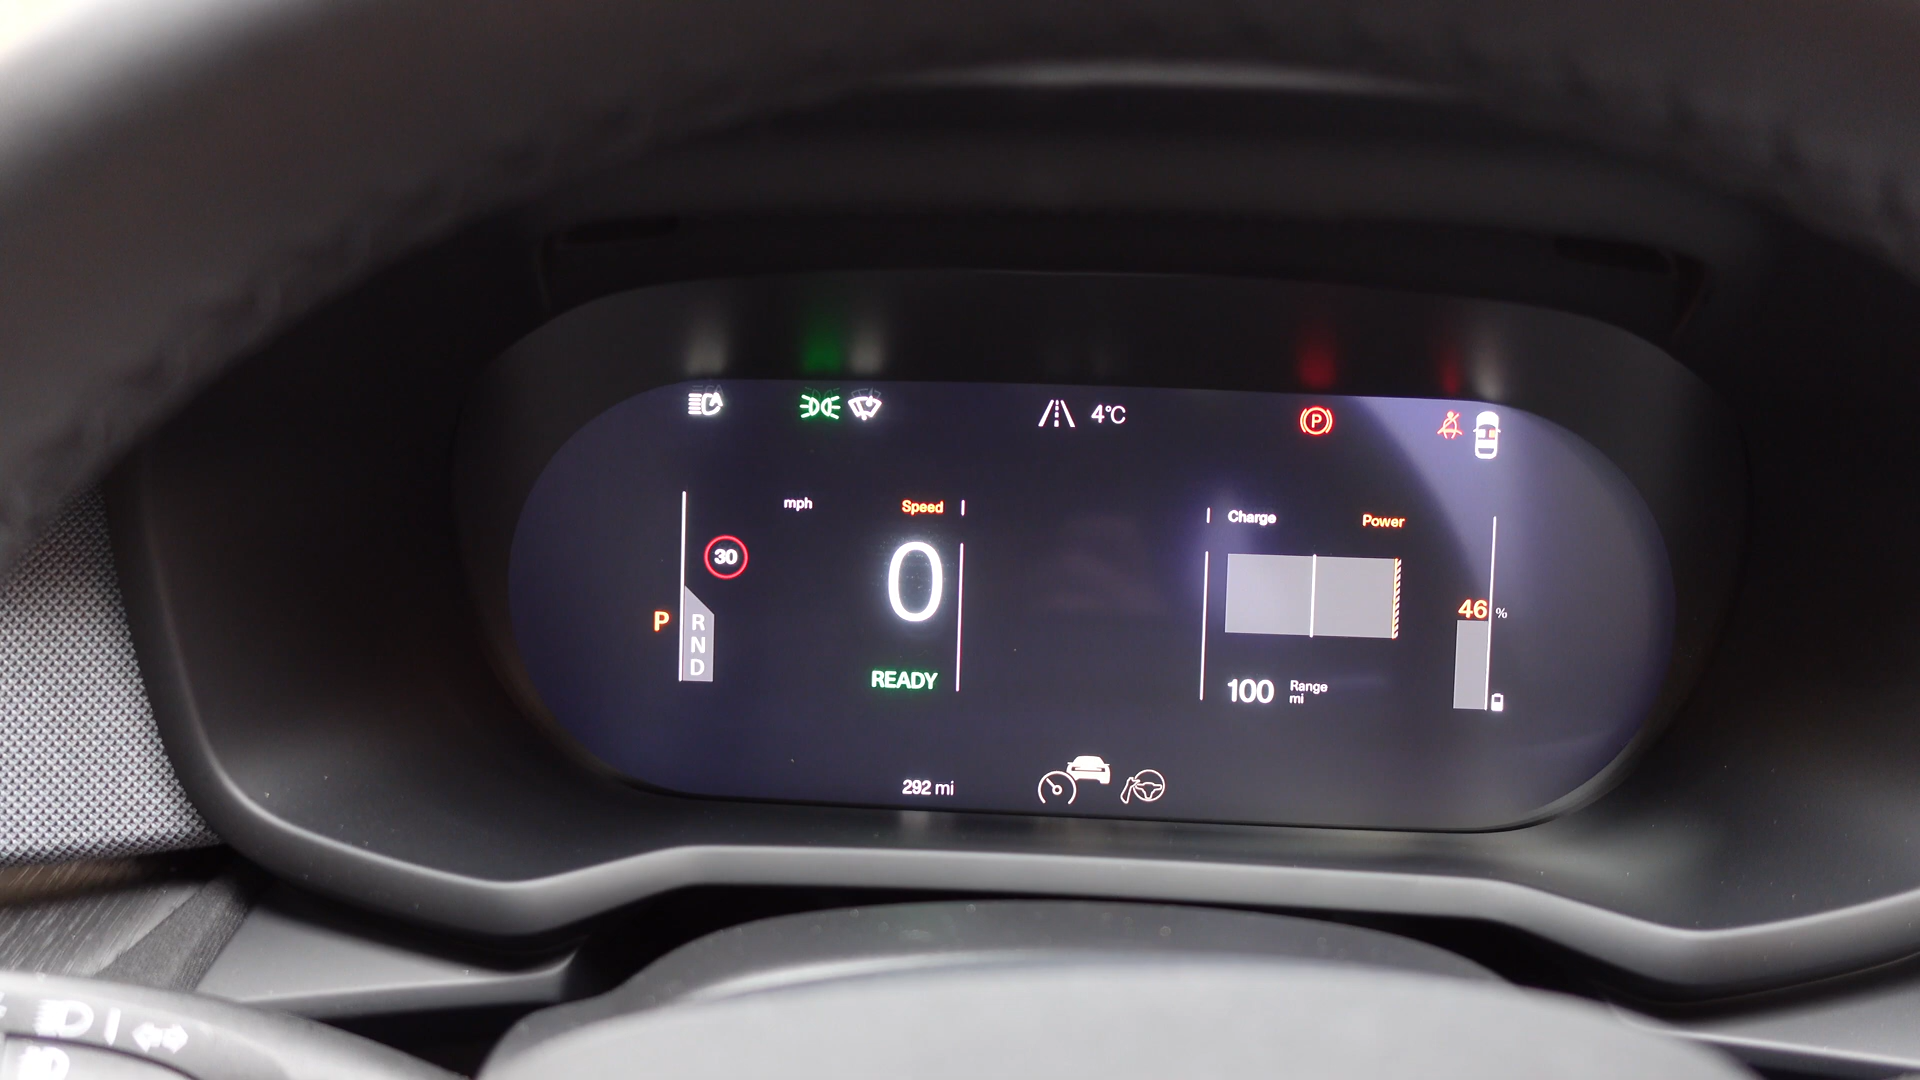 A
4°C
P
mph
Speed
Charge
Power
30
0
46 %
P
R
N
D
READY
100
Range
mi
292 mi